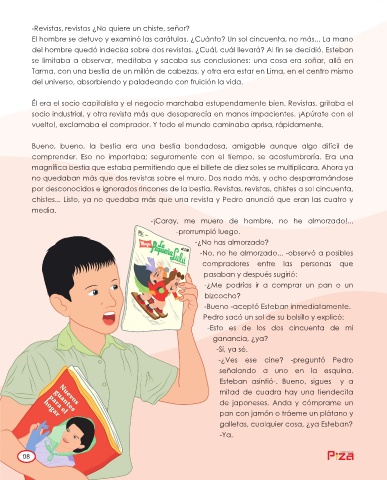 -Revistas, revistas ¿No quiere un chiste, señor?
El hombre se detuvo y examinó las carátulas. ¿Cuánto? Un sol cincuenta, no más... La mano
del hombre quedó indecisa sobre dos revistas. ¿Cuál, cuál llevará? Al fin se decidió. Esteban
se limitaba a observar, meditaba y sacaba sus conclusiones: una cosa era soñar, allá en
Tarma, con una bestia de un millón de cabezas, y otra era estar en Lima, en el centro mismo
del universo, absorbiendo y paladeando con fruición la vida.
Él era el socio capitalista y el negocio marchaba estupendamente bien. Revistas, gritaba el
socio industrial, y otra revista más que desaparecía en manos impacientes. ¡Apúrate con el
vuelto!, exclamaba el comprador. Y todo el mundo caminaba aprisa, rápidamente.
Bueno, bueno, la bestia era una bestia bondadosa, amigable aunque algo difícil de
comprender. Eso no importaba; seguramente con el tiempo, se acostumbraría. Era una
magnífica bestia que estaba permitiendo que el billete de diez soles se multiplicara. Ahora ya
no quedaban más que dos revistas sobre el muro. Dos nada más, y ocho desparramándose
por desconocidos e ignorados rincones de la bestia. Revistas, revistas, chistes a sol cincuenta,
chistes... Listo, ya no quedaba más que una revista y Pedro anunció que eran las cuatro y
media.
-¡Caray, me muero de hombre, no he almorzado!...
-prorrumpió luego.
-¿No has almorzado?
-No, no he almorzado... -observó a posibles
compradores entre las personas que
pasaban y después sugirió:
-¿Me podrías ir a comprar un pan o un
bizcocho?
-Bueno -aceptó Esteban inmediatamente.
Pedro sacó un sol de su bolsillo y explicó:
-Esto es de los dos cincuenta de mi
ganancia, ¿ya?
-Sí, ya sé.
-¿Ves ese cine? -preguntó Pedro
señalando a uno en la esquina.
Esteban asintió-. Bueno, sigues y a
mitad de cuadra hay una tiendecita
de japoneses. Anda y cómprame un
pan con jamón o tráeme un plátano y
galletas, cualquier cosa, ¿ya Esteban?
-Ya.
La
Pequeña
Lulú
Nuevos
guantes
para el
hogar
98